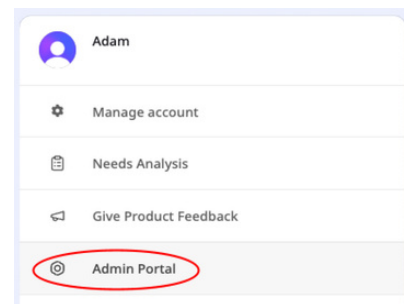 Adam
Manage account
Needs Analysis
Give Product Feedback
Admin Portal